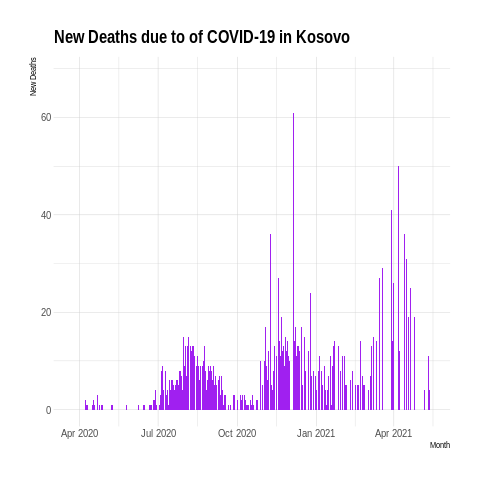 New Deaths due to of COVID-19 in Kosovo
New Deaths
60
40
20
0
Apr 2020 Jul 2020 Oct 2020 Jan 2021 Apr 2021
Month